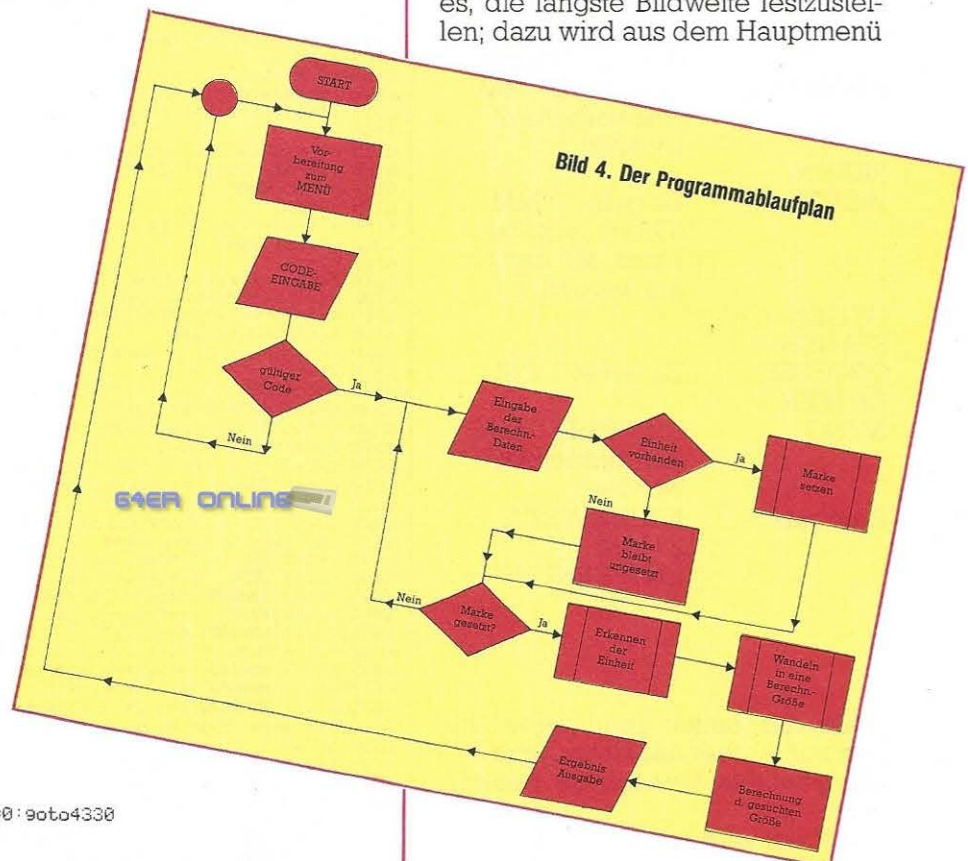 es, die längste Bildweite festzustel-
len; dazu wird aus dem Hauptmenü
Bild 4. Der Programmablaufplan
START
Vor-
bereitung
zum
MENÜ
CODE-
EINGABE
gültiger
Code
Ja
Nein
Eingabe
der
Berechn.-
Daten
Einheit
vorhanden
Ja
Marke
setzen
Nein
Marke
bleibt
ungesetzt
Marke
gesetzt?
Nein
Ja
Erkennen
der
Einheit
Wandeln
in eine
Berechn.-
Größe
Berechnung
d. gesuchten
Größe
Ergebnis
Ausgabe
64ER ONLINE
0:goto4330